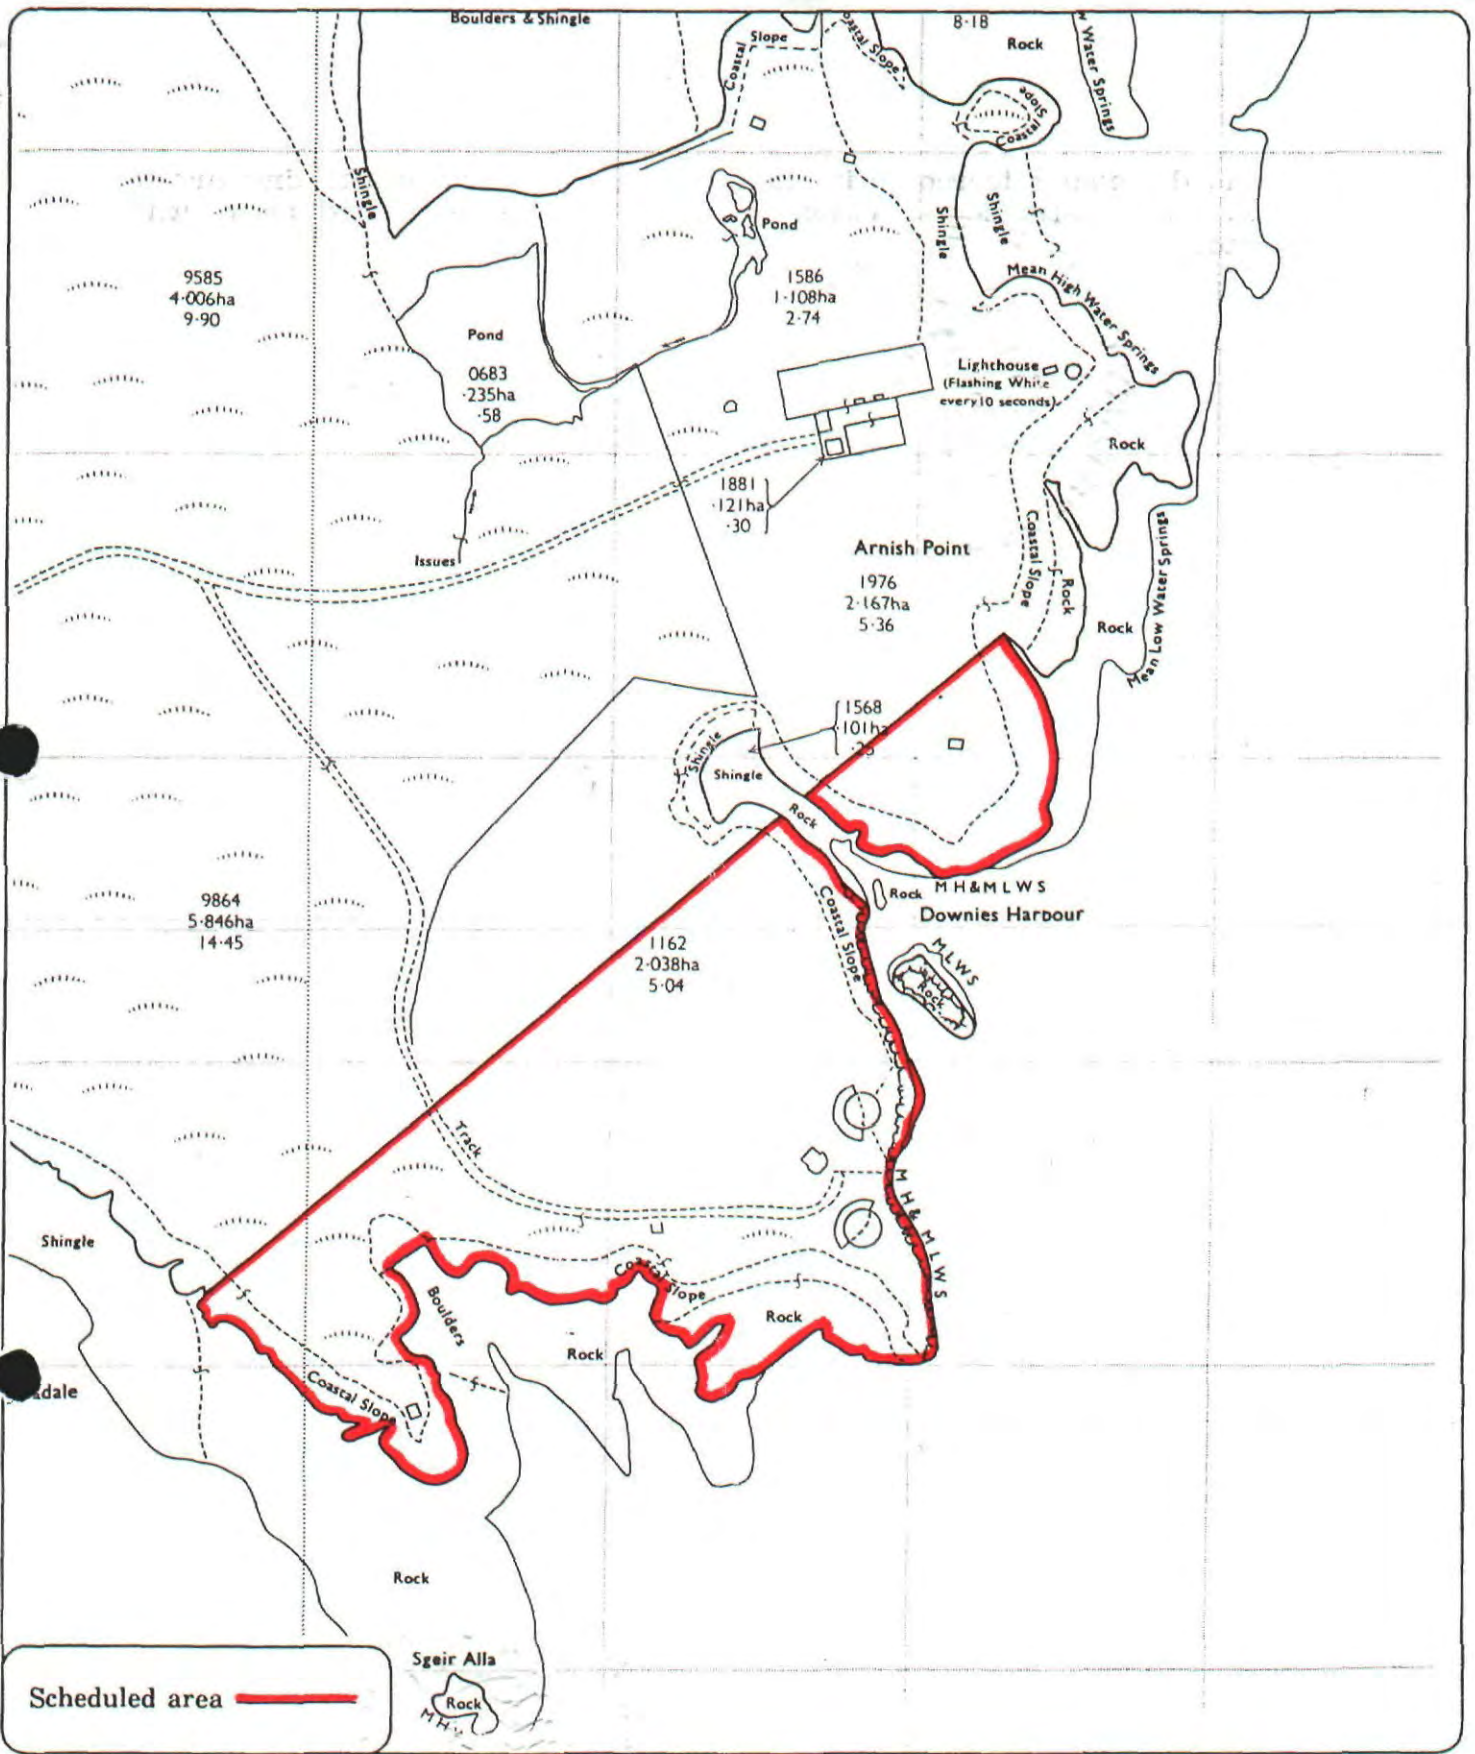 Boulders & Shingle
Coastal
Slope
Coastal Slope
8·18
Rock
Water Springs
Coastal Slope
Shingle
Pond
Shingle
Shingle
Mean High Water Springs
9585
4·006ha
9·90
1586
1·108ha
2·74
Pond
0683
·235ha
·58
Lighthouse
(Flashing White
every 10 seconds)
Rock
1881
·121ha
·30
Issues
Arnish Point
1976
2·167ha
5·36
Coastal Slope
Rock
Rock
Mean Low Water Springs
1568
·101ha
·25
Shingle
Shingle
Rock
Rock
M H & M L W S
Downies Harbour
Coastal Slope
M L W S
Rock
9864
5·846ha
14·45
1162
2·038ha
5·04
Track
M H & M L W S
Shingle
Coastal Slope
Boulders
Rock
Rock
Coastal Slope
Rock
Sgeir Alla
Rock
Scheduled area